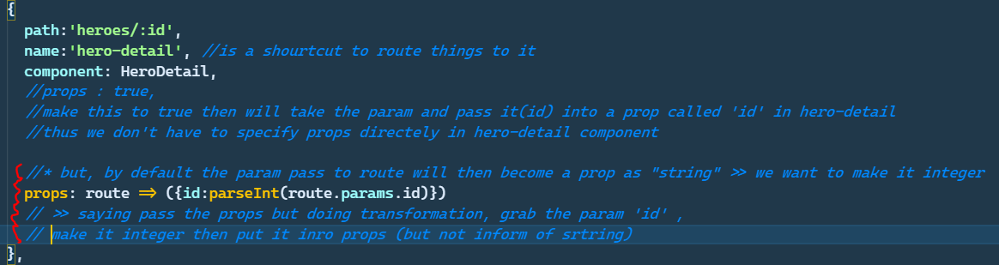 {
path:'heroes/:id',
name:'hero-detail', //is a shourtcut to route things to it
component: HeroDetail,
//props : true,
//make this to true then will take the param and pass it(id) into a prop called 'id' in hero-detail
//thus we don't have to specify props directely in hero-detail component
//* but, by default the param pass to route will then become a prop as "string" >> we want to make it integer
props: route => ({id:parseInt(route.params.id)})
// >> saying pass the props but doing transformation, grab the param 'id' ,
// make it integer then put it inro props (but not inform of srtring)
},